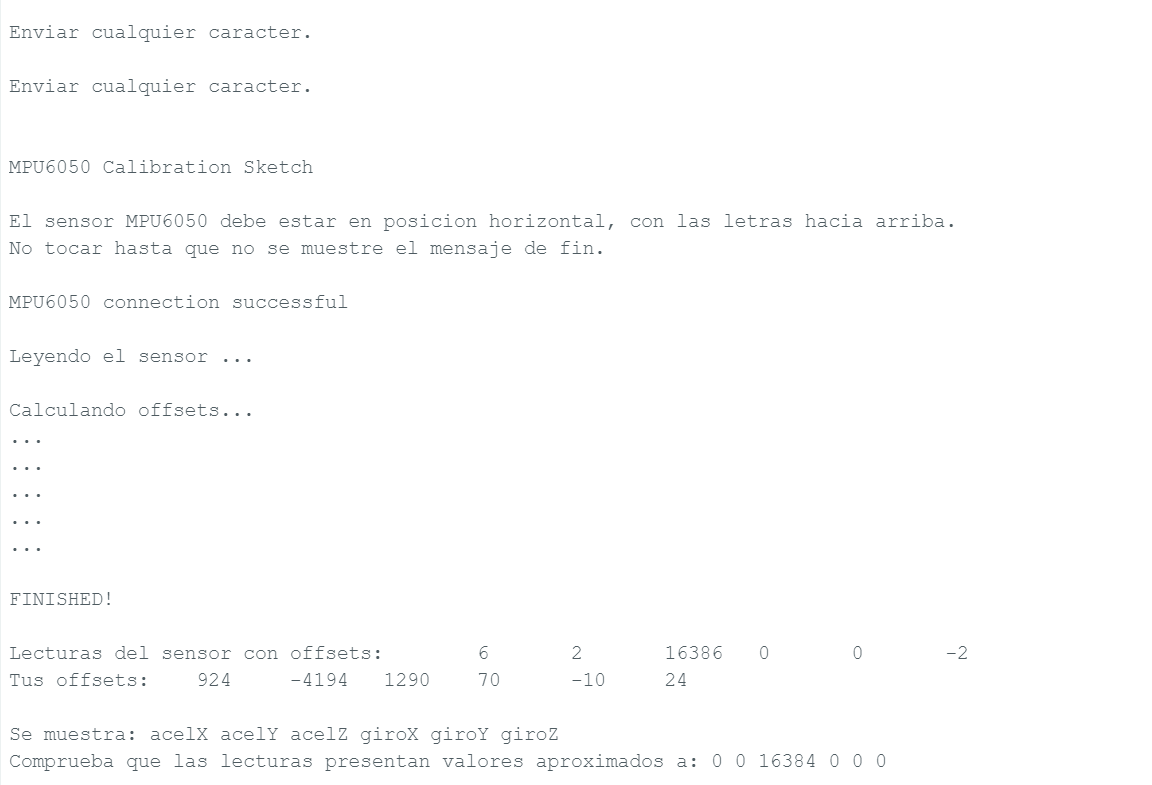 Enviar cualquier caracter.
Enviar cualquier caracter.
MPU6050 Calibration Sketch
El sensor MPU6050 debe estar en posicion horizontal, con las letras hacia arriba.
No tocar hasta que no se muestre el mensaje de fin.
MPU6050 connection successful
Leyendo el sensor ...
Calculando offsets...
...
...
...
...
...
FINISHED!
Lecturas del sensor con offsets: 6 2 16386 0 0 -2
Tus offsets: 924 -4194 1290 70 -10 24
Se muestra: acelX acelY acelZ giroX giroY giroZ
Comprueba que las lecturas presentan valores aproximados a: 0 0 16384 0 0 0